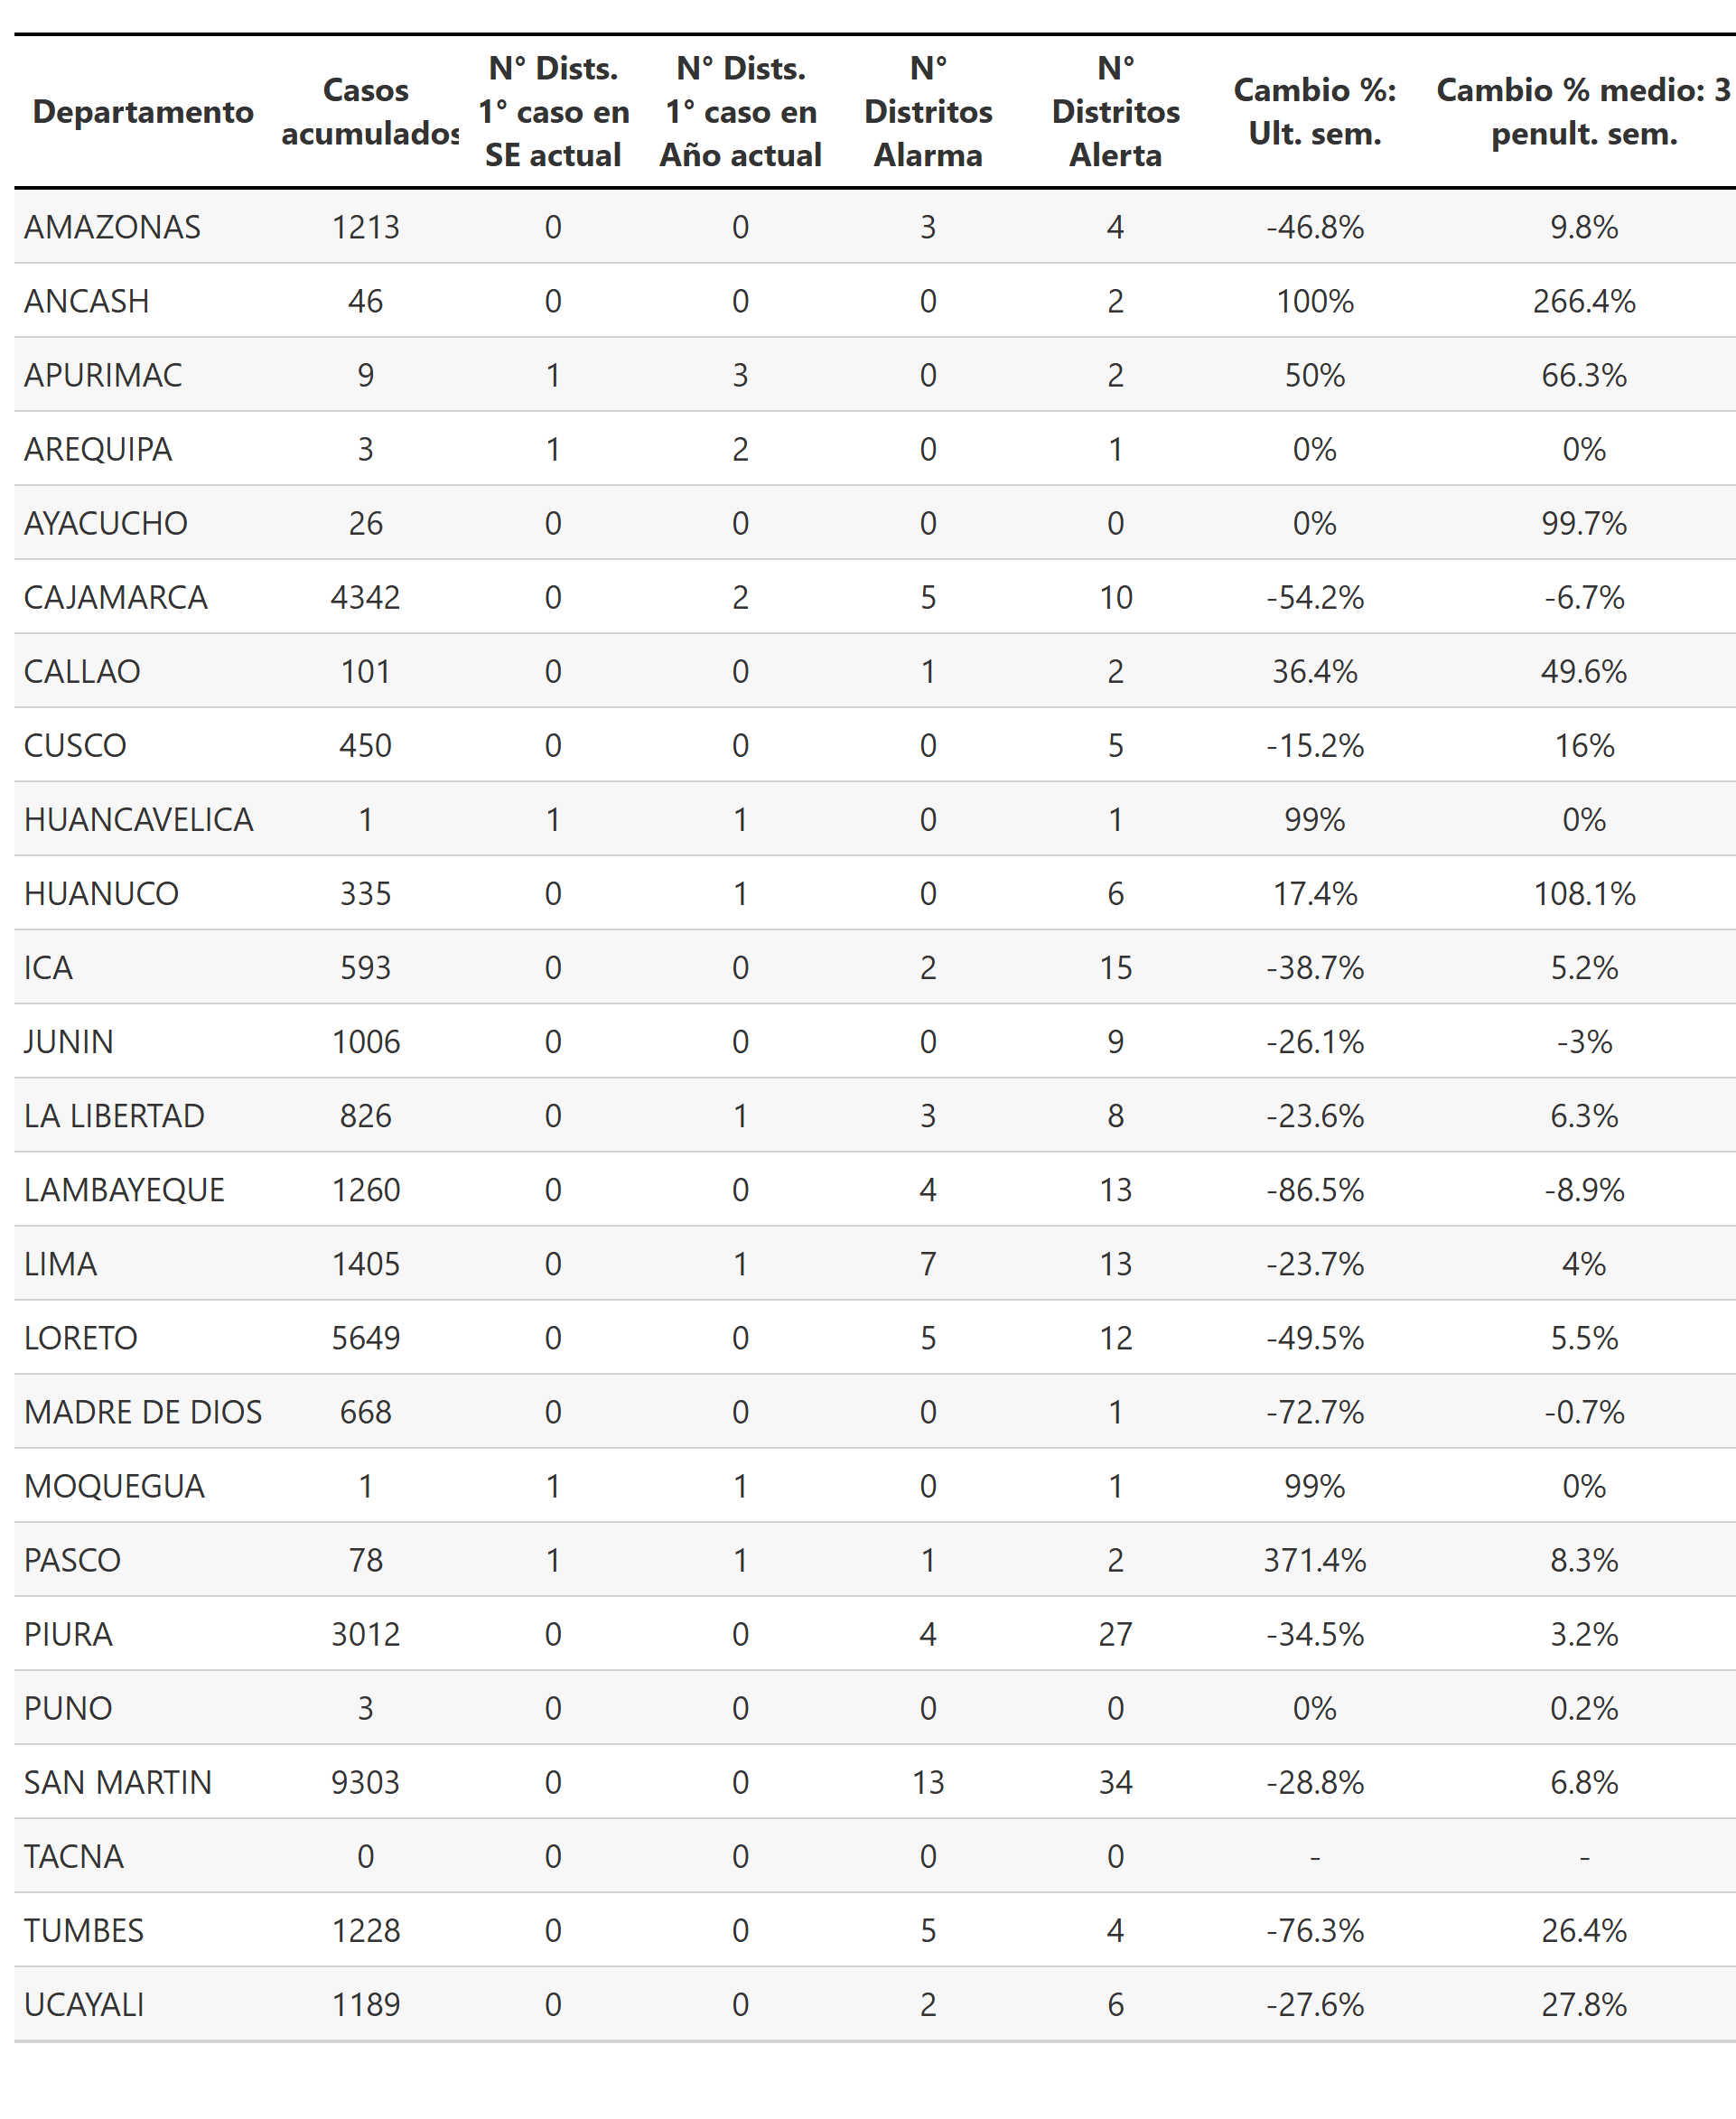 Departamento Casos acumulados N° Dists. 1° caso en SE actual N° Dists. 1° caso en Año actual N° Distritos Alarma N° Distritos Alerta Cambio %: Ult. sem. Cambio % medio: 3 penult. sem.
AMAZONAS 1213 0 0 3 4 -46.8% 9.8%
ANCASH 46 0 0 0 2 100% 266.4%
APURIMAC 9 1 3 0 2 50% 66.3%
AREQUIPA 3 1 2 0 1 0% 0%
AYACUCHO 26 0 0 0 0 0% 99.7%
CAJAMARCA 4342 0 2 5 10 -54.2% -6.7%
CALLAO 101 0 0 1 2 36.4% 49.6%
CUSCO 450 0 0 0 5 -15.2% 16%
HUANCAVELICA 1 1 1 0 1 99% 0%
HUANUCO 335 0 1 0 6 17.4% 108.1%
ICA 593 0 0 2 15 -38.7% 5.2%
JUNIN 1006 0 0 0 9 -26.1% -3%
LA LIBERTAD 826 0 1 3 8 -23.6% 6.3%
LAMBAYEQUE 1260 0 0 4 13 -86.5% -8.9%
LIMA 1405 0 1 7 13 -23.7% 4%
LORETO 5649 0 0 5 12 -49.5% 5.5%
MADRE DE DIOS 668 0 0 0 1 -72.7% -0.7%
MOQUEGUA 1 1 1 0 1 99% 0%
PASCO 78 1 1 1 2 371.4% 8.3%
PIURA 3012 0 0 4 27 -34.5% 3.2%
PUNO 3 0 0 0 0 0% 0.2%
SAN MARTIN 9303 0 0 13 34 -28.8% 6.8%
TACNA 0 0 0 0 0 - -
TUMBES 1228 0 0 5 4 -76.3% 26.4%
UCAYALI 1189 0 0 2 6 -27.6% 27.8%